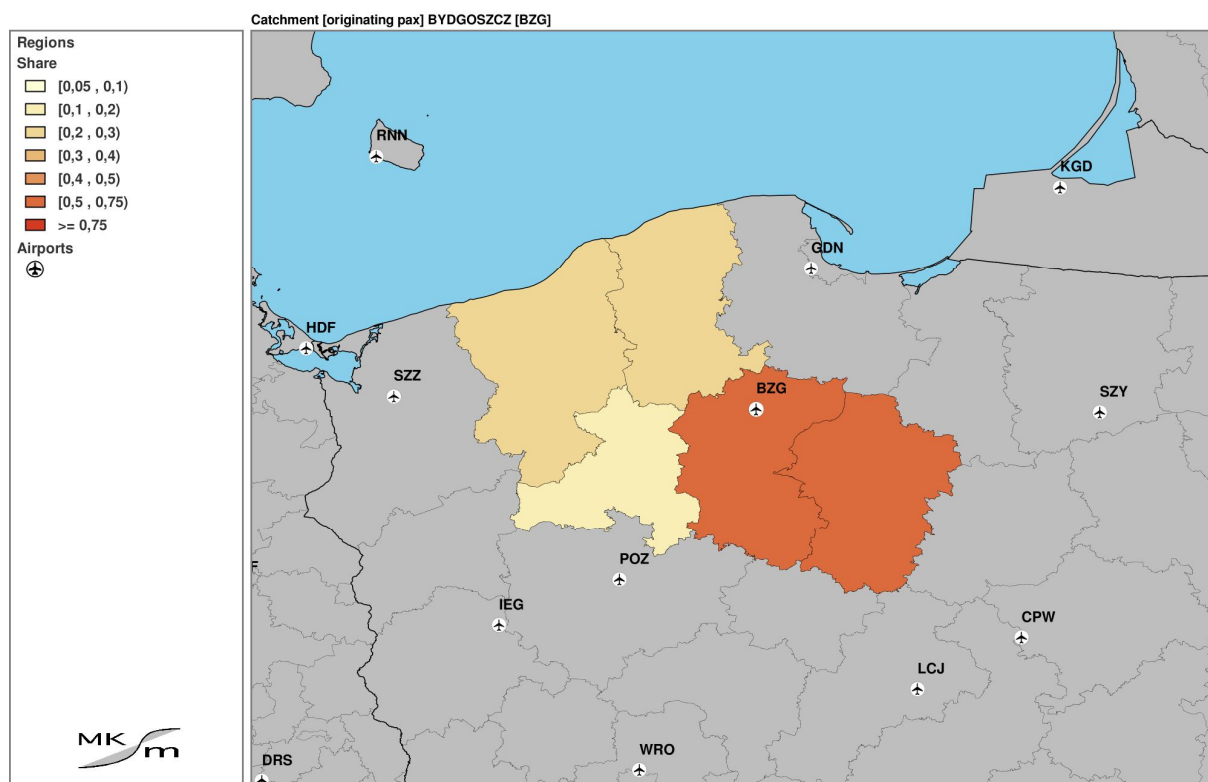 Catchment [originating pax] BYDGOSZCZ [BZG]
Regions
Share
[0,05 , 0,1)
[0,1 , 0,2)
[0,2 , 0,3)
[0,3 , 0,4)
[0,4 , 0,5)
[0,5 , 0,75)
>= 0,75
Airports
RNN
KGD
GDN
HDF
SZZ
BZG
SZY
POZ
F
IEG
CPW
LCJ
WRO
DRS
MK
m